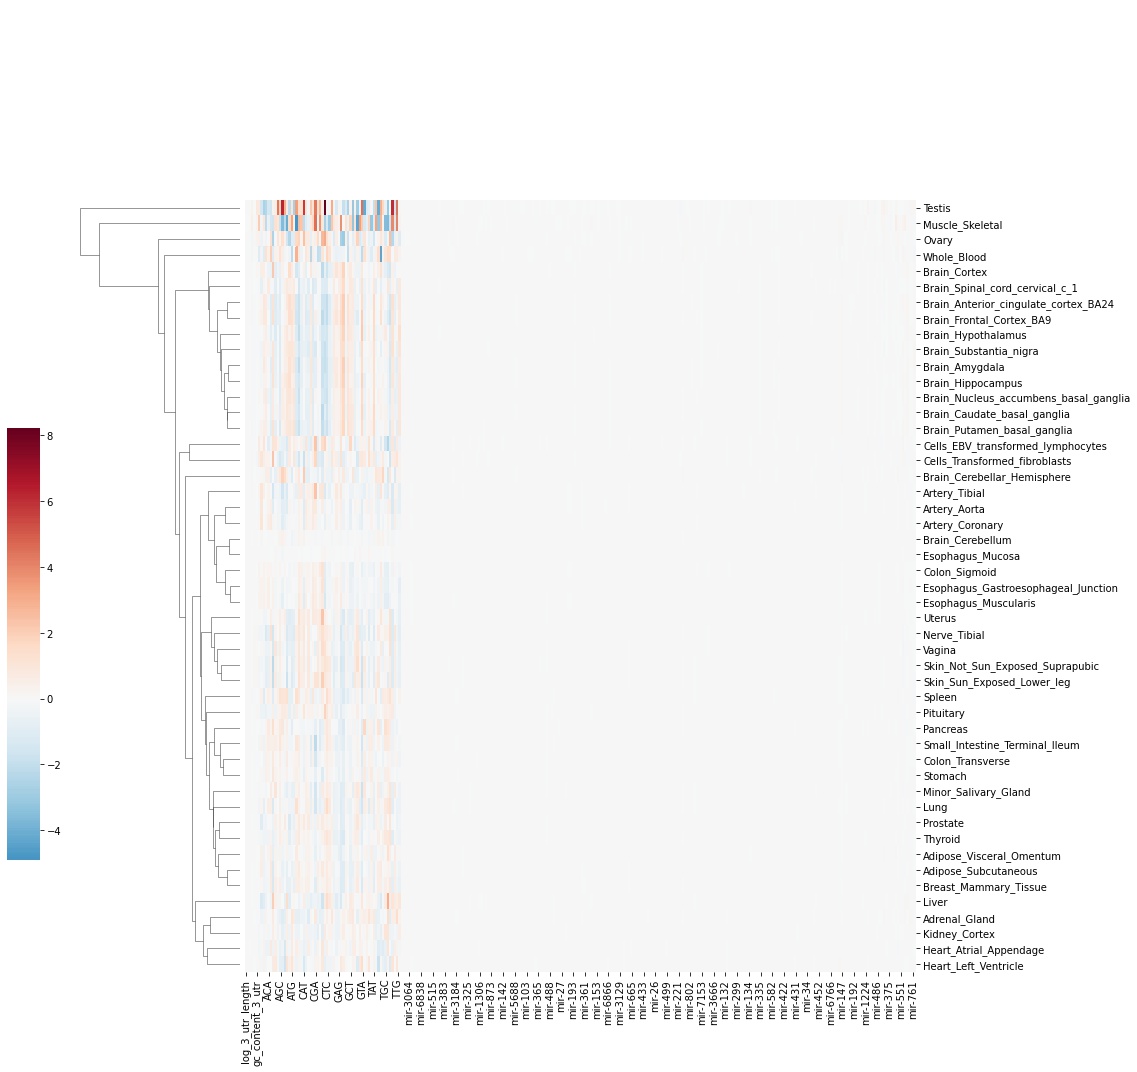 Testis
Muscle_Skeletal
Ovary
Whole_Blood
Brain_Cortex
Brain_Spinal_cord_cervical_c_1
Brain_Anterior_cingulate_cortex_BA24
Brain_Frontal_Cortex_BA9
Brain_Hypothalamus
Brain_Substantia_nigra
Brain_Amygdala
Brain_Hippocampus
Brain_Nucleus_accumbens_basal_ganglia
Brain_Caudate_basal_ganglia
Brain_Putamen_basal_ganglia
Cells_EBV_transformed_lymphocytes
Cells_Transformed_fibroblasts
Brain_Cerebellar_Hemisphere
Artery_Tibial
Artery_Aorta
Artery_Coronary
Brain_Cerebellum
Esophagus_Mucosa
Colon_Sigmoid
Esophagus_Gastroesophageal_Junction
Esophagus_Muscularis
Uterus
Nerve_Tibial
Vagina
Skin_Not_Sun_Exposed_Suprapubic
Skin_Sun_Exposed_Lower_leg
Spleen
Pituitary
Pancreas
Small_Intestine_Terminal_Ileum
Colon_Transverse
Stomach
Minor_Salivary_Gland
Lung
Prostate
Thyroid
Adipose_Visceral_Omentum
Adipose_Subcutaneous
Breast_Mammary_Tissue
Liver
Adrenal_Gland
Kidney_Cortex
Heart_Atrial_Appendage
Heart_Left_Ventricle
8
6
4
2
0
−2
−4
log_3_utr_length
gc_content_3_utr
ACA
AGC
ATG
CAT
CGA
CTC
GAG
GCT
GTA
TAT
TGC
TTG
mir-3064
mir-6838
mir-515
mir-383
mir-3184
mir-325
mir-1306
mir-873
mir-142
mir-5688
mir-103
mir-365
mir-488
mir-27
mir-193
mir-361
mir-153
mir-6866
mir-3129
mir-665
mir-433
mir-26
mir-499
mir-221
mir-802
mir-7153
mir-3666
mir-132
mir-299
mir-134
mir-335
mir-582
mir-422
mir-431
mir-34
mir-452
mir-6766
mir-147
mir-192
mir-1224
mir-486
mir-375
mir-551
mir-761